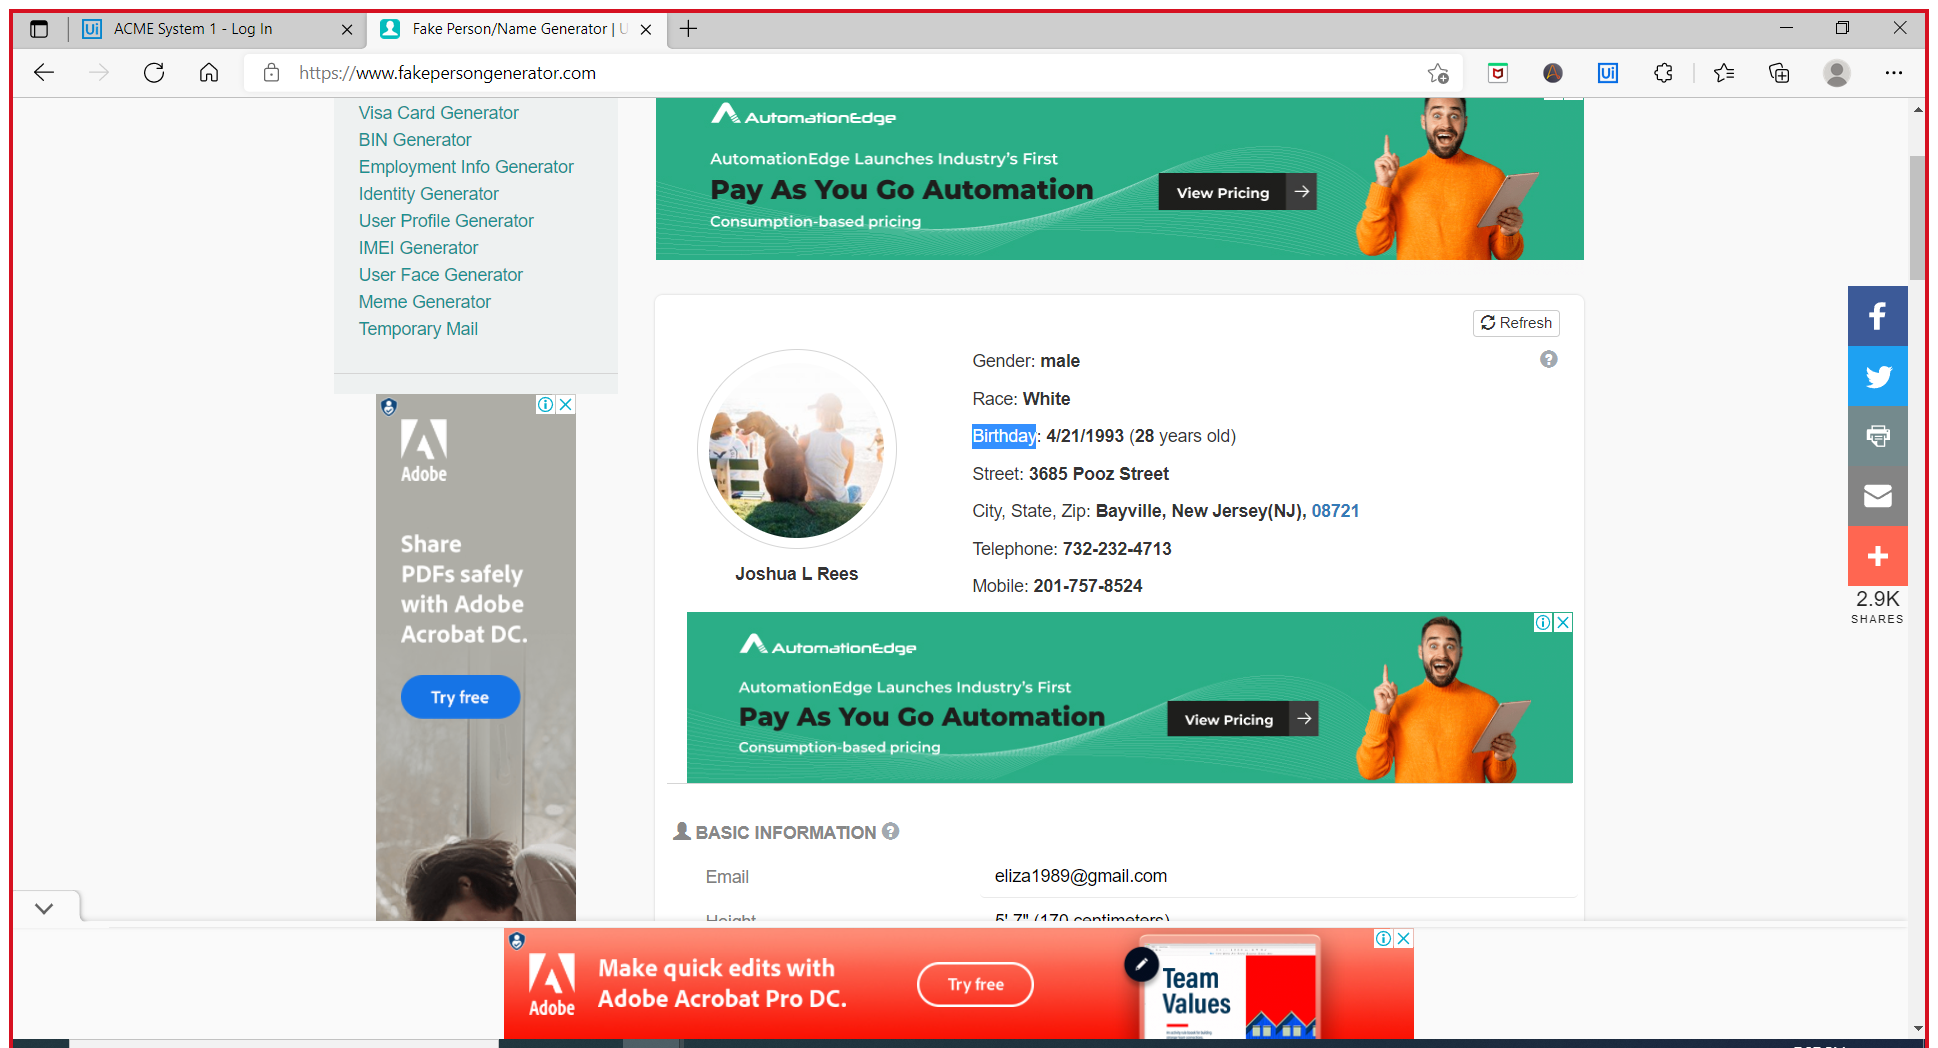 ACME System 1 - Log In
Fake Person/Name Generator | U
https://www.fakepersongenerator.com
Visa Card Generator
BIN Generator
Employment Info Generator
Identity Generator
User Profile Generator
IMEI Generator
User Face Generator
Meme Generator
Temporary Mail
AutomationEdge
AutomationEdge Launches Industry's First
Pay As You Go Automation
Consumption-based pricing
View Pricing
Refresh
Gender: male
Race: White
Birthday: 4/21/1993 (28 years old)
Street: 3685 Pooz Street
City, State, Zip: Bayville, New Jersey(NJ), 08721
Telephone: 732-232-4713
Mobile: 201-757-8524
Joshua L Rees
2.9K
SHARES
Adobe
Share
PDFs safely
with Adobe
Acrobat DC.
Try free
AutomationEdge
AutomationEdge Launches Industry's First
Pay As You Go Automation
Consumption-based pricing
View Pricing
BASIC INFORMATION
Email eliza1989@gmail.com
Height 5' 7" (170 centimeters)
Adobe
Make quick edits with
Adobe Acrobat Pro DC.
Try free
Team
Values